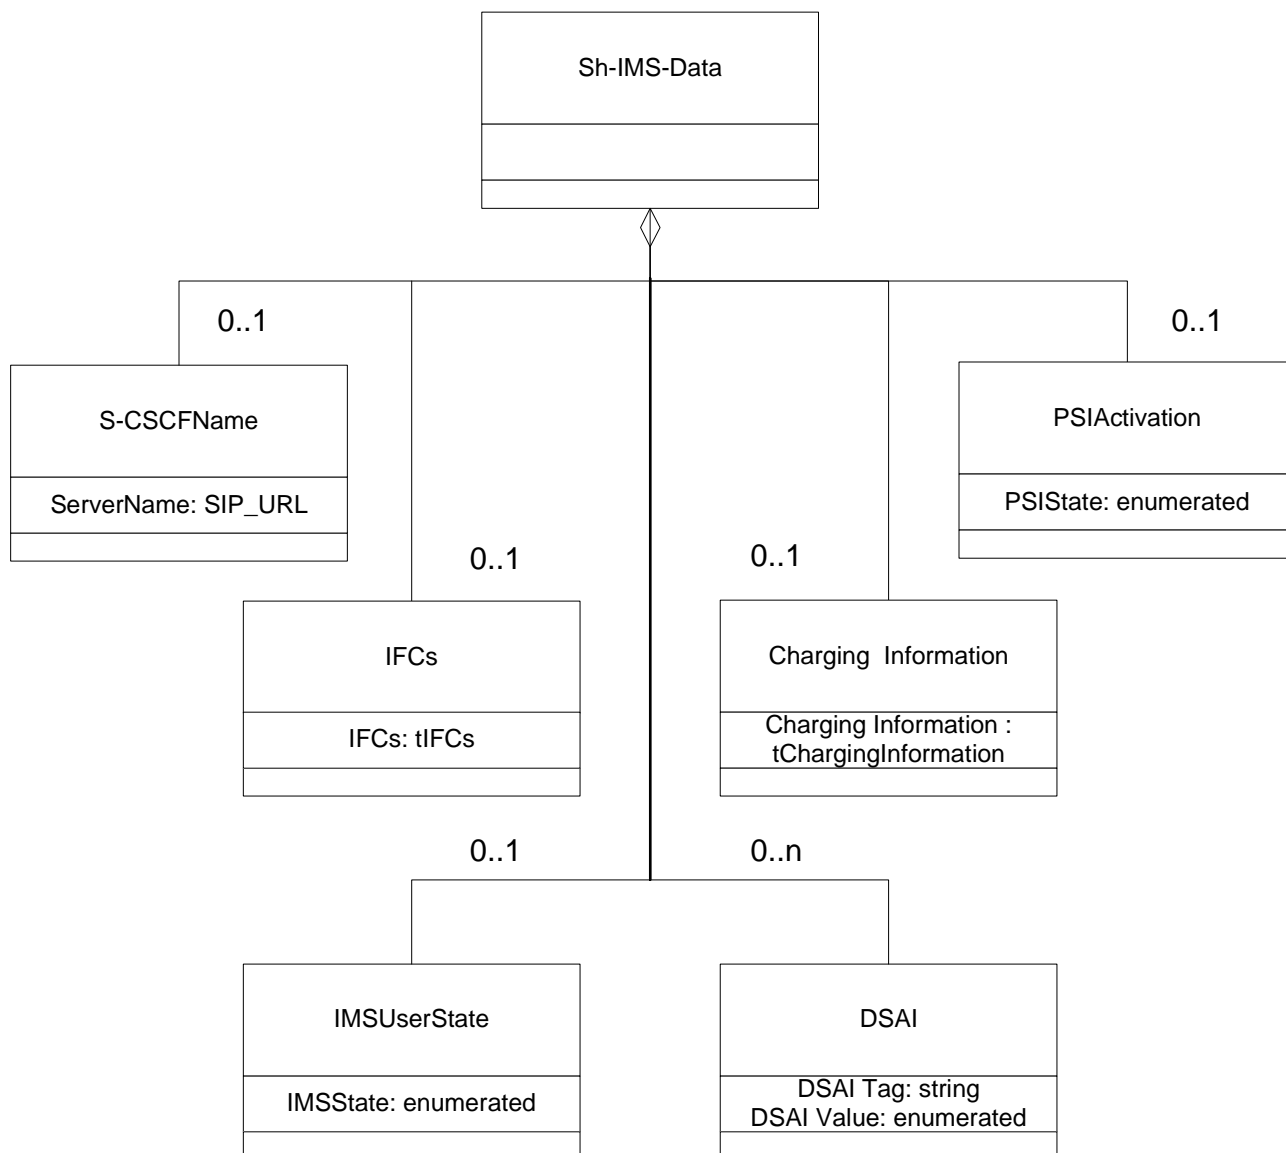 Sh-IMS-Data
0..1
0..1
S-CSCFName
PSIActivation
ServerName: SIP_URL
PSIState: enumerated
0..1
0..1
IFCs
Charging Information
IFCs: tIFCs
Charging Information :
tChargingInformation
0..1
0..n
IMSUserState
DSAI
IMSState: enumerated
DSAI Tag: string
DSAI Value: enumerated